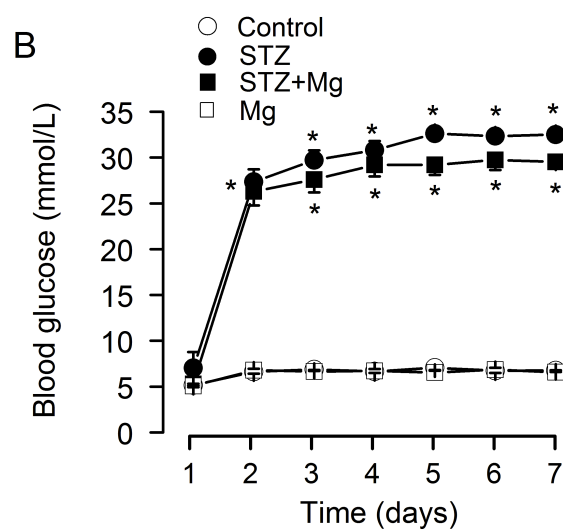 B
Control
STZ
STZ+Mg
Mg
Blood glucose (mmol/L)
35
30
25
20
15
10
5
0
* * * * *
*
* * * * *
1 2 3 4 5 6 7
Time (days)